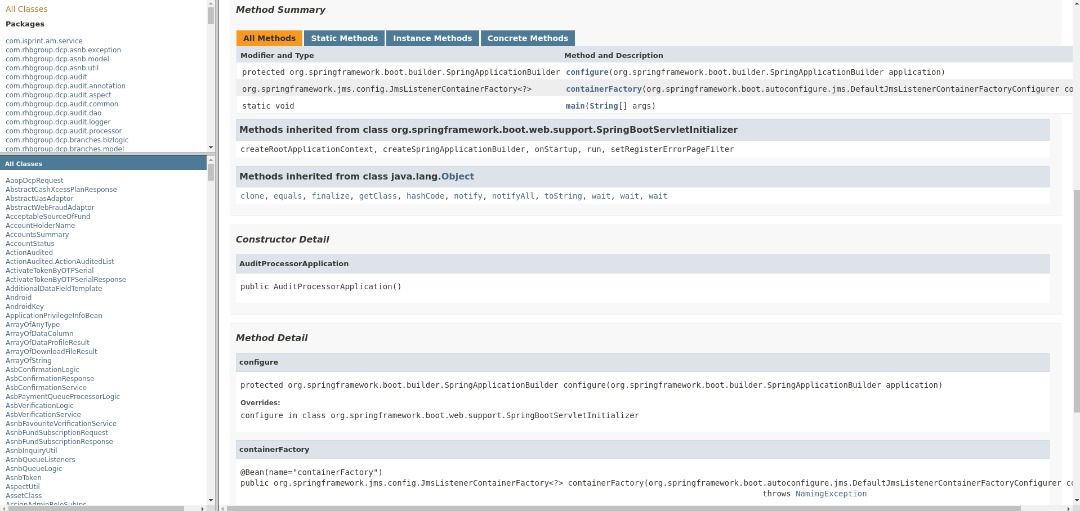 All Classes
Packages
com.isprint.am.service
com.rhbgroup.dcp.asnb.exception
com.rhbgroup.dcp.asnb.model
com.rhbgroup.dcp.asnb.util
com.rhbgroup.dcp.audit
com.rhbgroup.dcp.audit.annotation
com.rhbgroup.dcp.audit.aspect
com.rhbgroup.dcp.audit.common
com.rhbgroup.dcp.audit.dao
com.rhbgroup.dcp.audit.logger
com.rhbgroup.dcp.audit.processor
com.rhbgroup.dcp.branches.bizlogic
com.rhbgroup.dcp.branches.model
All Classes
AaopDcpRequest
AbstractCashXcessPlanResponse
AbstractUasAdaptor
AbstractWebFraudAdaptor
AcceptableSourceOfFund
AccountHolderName
AccountsSummary
AccountStatus
ActionAudited
ActionAudited.ActionAuditedList
ActivateTokenByOTPSerial
ActivateTokenByOTPSerialResponse
AdditionalDataFieldTemplate
Android
AndroidKey
ApplicationPrivilegeInfoBean
ArrayOfAnyType
ArrayOfDataColumn
ArrayOfDataProfileResult
ArrayOfDownloadFileResult
ArrayOfString
AsbConfirmationLogic
AsbConfirmationResponse
AsbConfirmationService
AsbPaymentQueueProcessorLogic
AsbVerificationLogic
AsbVerificationService
AsnbFavouriteVerificationService
AsnbFundSubscriptionRequest
AsnbFundSubscriptionResponse
AsnbInquiryUtil
AsnbQueueListeners
AsnbQueueLogic
AsnbToken
AspectUtil
AssetClass
Method Summary
All Methods Static Methods Instance Methods Concrete Methods
Modifier and Type Method and Description
protected org.springframework.boot.builder.SpringApplicationBuilder configure(org.springframework.boot.builder.SpringApplicationBuilder application)
org.springframework.jms.config.JmsListenerContainerFactory<?> containerFactory(org.springframework.boot.autoconfigure.jms.DefaultJmsListenerContainerFactoryConfigurer co
static void main(String[] args)
Methods inherited from class org.springframework.boot.web.support.SpringBootServletInitializer
createRootApplicationContext, createSpringApplicationBuilder, onStartup, run, setRegisterErrorPageFilter
Methods inherited from class java.lang.Object
clone, equals, finalize, getClass, hashCode, notify, notifyAll, toString, wait, wait, wait
Constructor Detail
AuditProcessorApplication
public AuditProcessorApplication()
Method Detail
configure
protected org.springframework.boot.builder.SpringApplicationBuilder configure(org.springframework.boot.builder.SpringApplicationBuilder application)
Overrides:
configure in class org.springframework.boot.web.support.SpringBootServletInitializer
containerFactory
@Bean(name="containerFactory")
public org.springframework.jms.config.JmsListenerContainerFactory<?> containerFactory(org.springframework.boot.autoconfigure.jms.DefaultJmsListenerContainerFactoryConfigurer co
throws NamingException